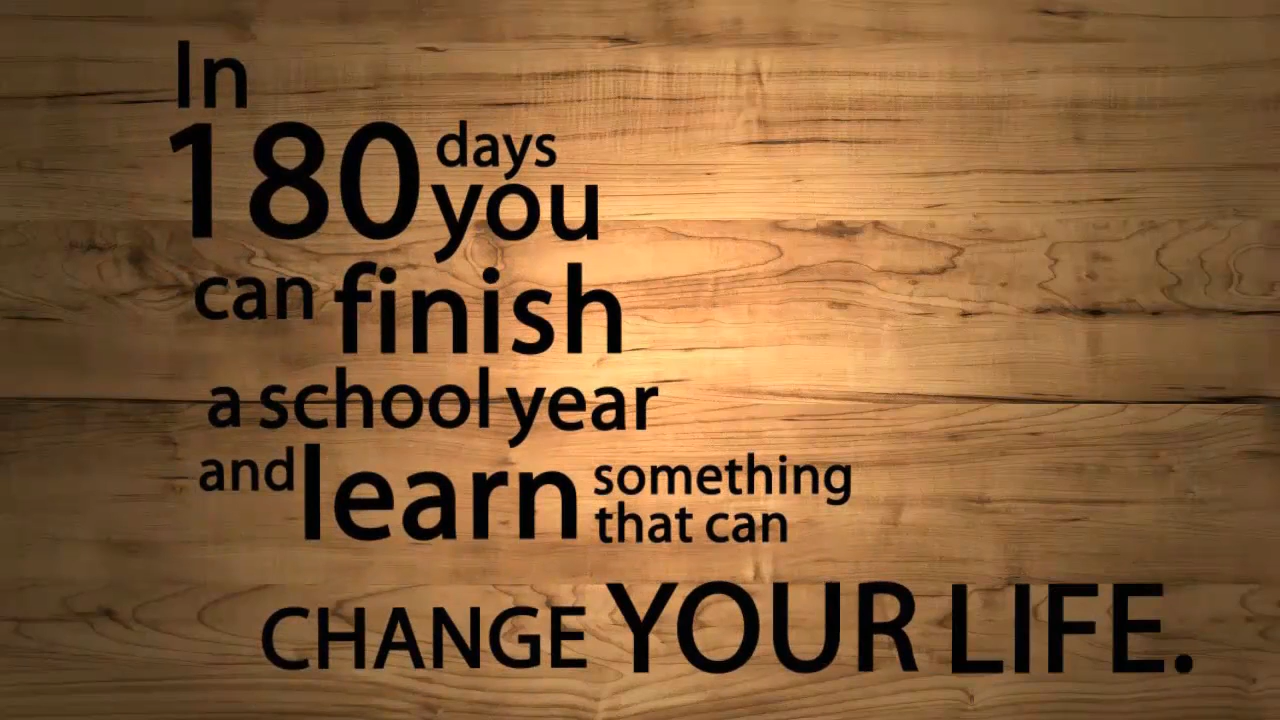 In
180 days
you
can finish
a school year
and learn something
that can
CHANGE YOUR LIFE.